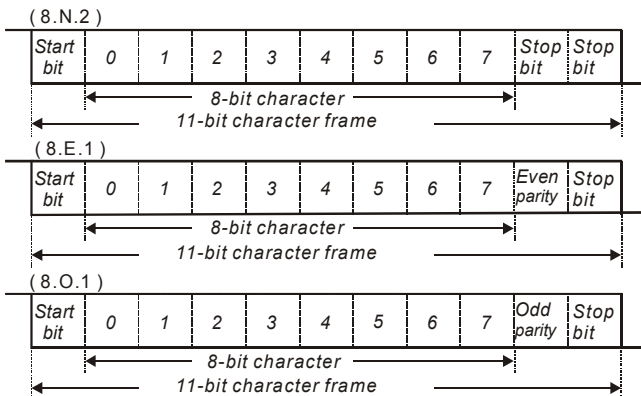 (8.N.2)
Start bit 0 1 2 3 4 5 6 7 Stop bit Stop bit
8-bit character
11-bit character frame
(8.E.1)
Start bit 0 1 2 3 4 5 6 7 Even parity Stop bit
8-bit character
11-bit character frame
(8.O.1)
Start bit 0 1 2 3 4 5 6 7 Odd parity Stop bit
8-bit character
11-bit character frame